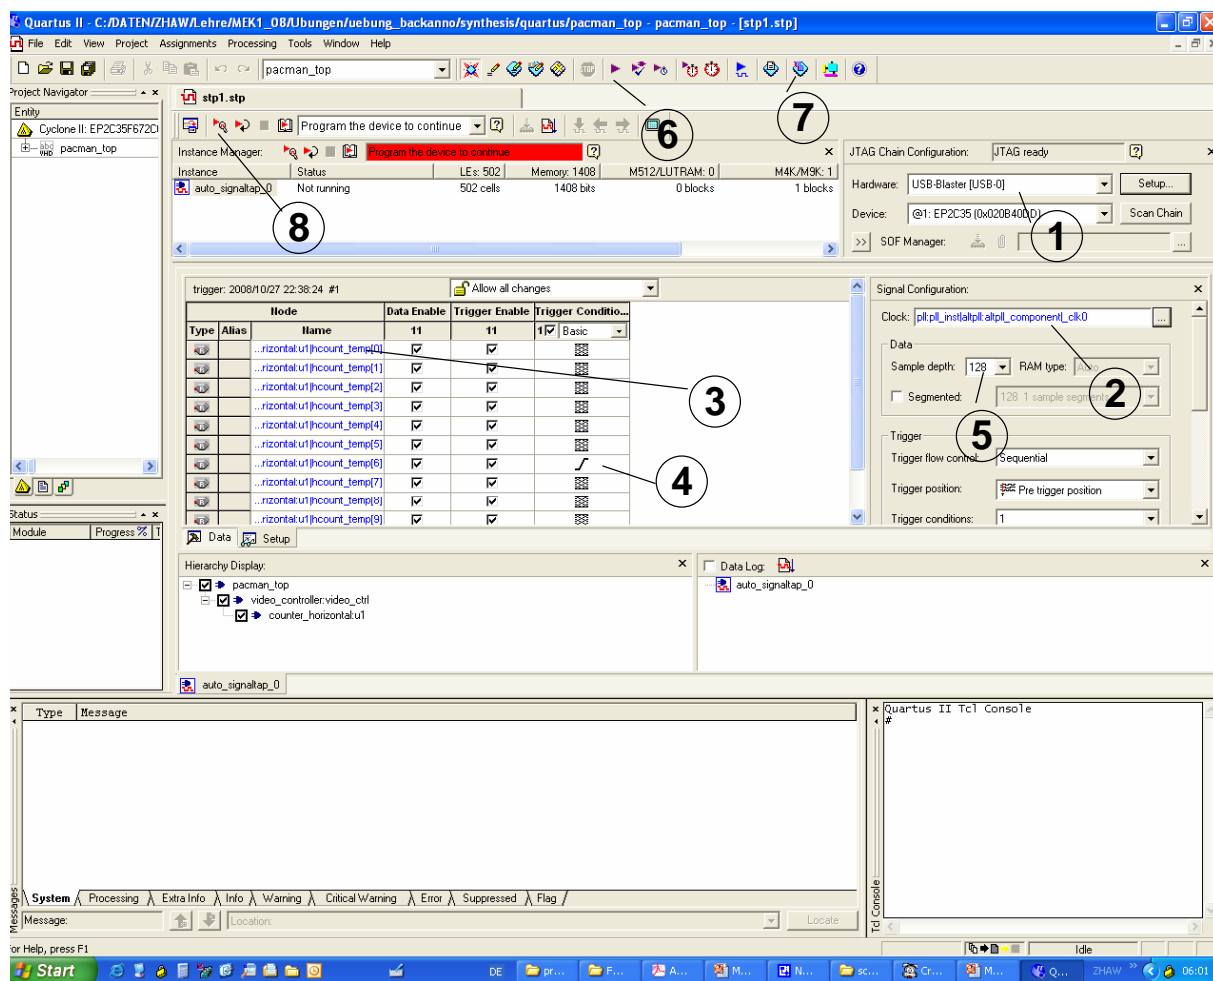 Quartus II - C:/DATEN/ZHAW/Lehre/MEK1_08/Ubungen/uebung_backanno/synthesis/quartus/pacman_top - pacman_top - [stp1.stp]
File Edit View Project Assignments Processing Tools Window Help
pacman_top
STOP
Project Navigator
Entity
Cyclone II: EP2C35F672C
pacman_top
stp1.stp
Program the device to continue
6
7
Instance Manager: Program the device to continue
Instance Status LEs: 502 Memory: 1408 M512/LUTRAM: 0 M4K/M9K: 1
auto_signaltap_0 Not running 502 cells 1408 bits 0 blocks 1 blocks
8
JTAG Chain Configuration: JTAG ready
Hardware: USB-Blaster [USB-0] Setup...
Device: @1: EP2C35 (0x020B40DD) Scan Chain
>> SOF Manager: ...
1
trigger: 2008/10/27 22:38:24 #1 Allow all changes
Node Data Enable Trigger Enable Trigger Conditio...
Type Alias Name 11 11 1 Basic
...rizontal:u1|hcount_temp[0]
...rizontal:u1|hcount_temp[1]
...rizontal:u1|hcount_temp[2]
...rizontal:u1|hcount_temp[3]
...rizontal:u1|hcount_temp[4]
...rizontal:u1|hcount_temp[5]
...rizontal:u1|hcount_temp[6]
...rizontal:u1|hcount_temp[7]
...rizontal:u1|hcount_temp[8]
...rizontal:u1|hcount_temp[9]
3
4
Signal Configuration:
Clock: pll:pll_inst|altpll:altpll_component|_clk0 ...
Data
Sample depth: 128 RAM type: Auto
Segmented: 128 1 sample segments
2
5
Trigger
Trigger flow control: Sequential
Trigger position: Pre trigger position
Trigger conditions: 1
Data Setup
Status
Module Progress %
Hierarchy Display:
pacman_top
video_controller:video_ctrl
counter_horizontal:u1
Data Log:
auto_signaltap_0
auto_signaltap_0
Type Message
Quartus II Tcl Console
#
System Processing Extra Info Info Warning Critical Warning Error Suppressed Flag
Messages
Message: Location: Locate
Tcl Console
For Help, press F1
Idle
Start DE pr... F... A... M... N... sc... Cr... M... Q... ZHAW 06:01